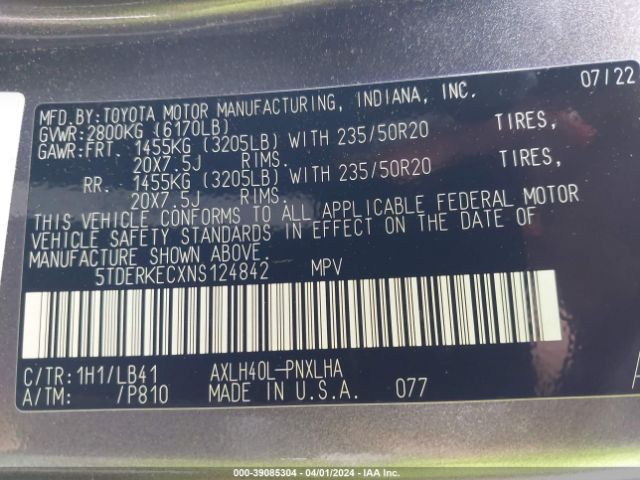 07/22
MFD.BY:TOYOTA MOTOR MANUFACTURING, INDIANA, INC.
GVWR:2800KG (6170LB)
GAWR:FRT. 1455KG (3205LB) WITH 235/50R20 TIRES,
20X7.5J RIMS.
RR. 1455KG (3205LB) WITH 235/50R20 TIRES,
20X7.5J RIMS.
THIS VEHICLE CONFORMS TO ALL APPLICABLE FEDERAL MOTOR
VEHICLE SAFETY STANDARDS IN EFFECT ON THE DATE OF
MANUFACTURE SHOWN ABOVE.
5TDERKECXNS124842 MPV
C/TR:1H1/LB41 AXLH40L-PNXLHA
A/TM: /P810 MADE IN U.S.A. 077
000-39085304 | 04/01/2024 | IAA Inc.